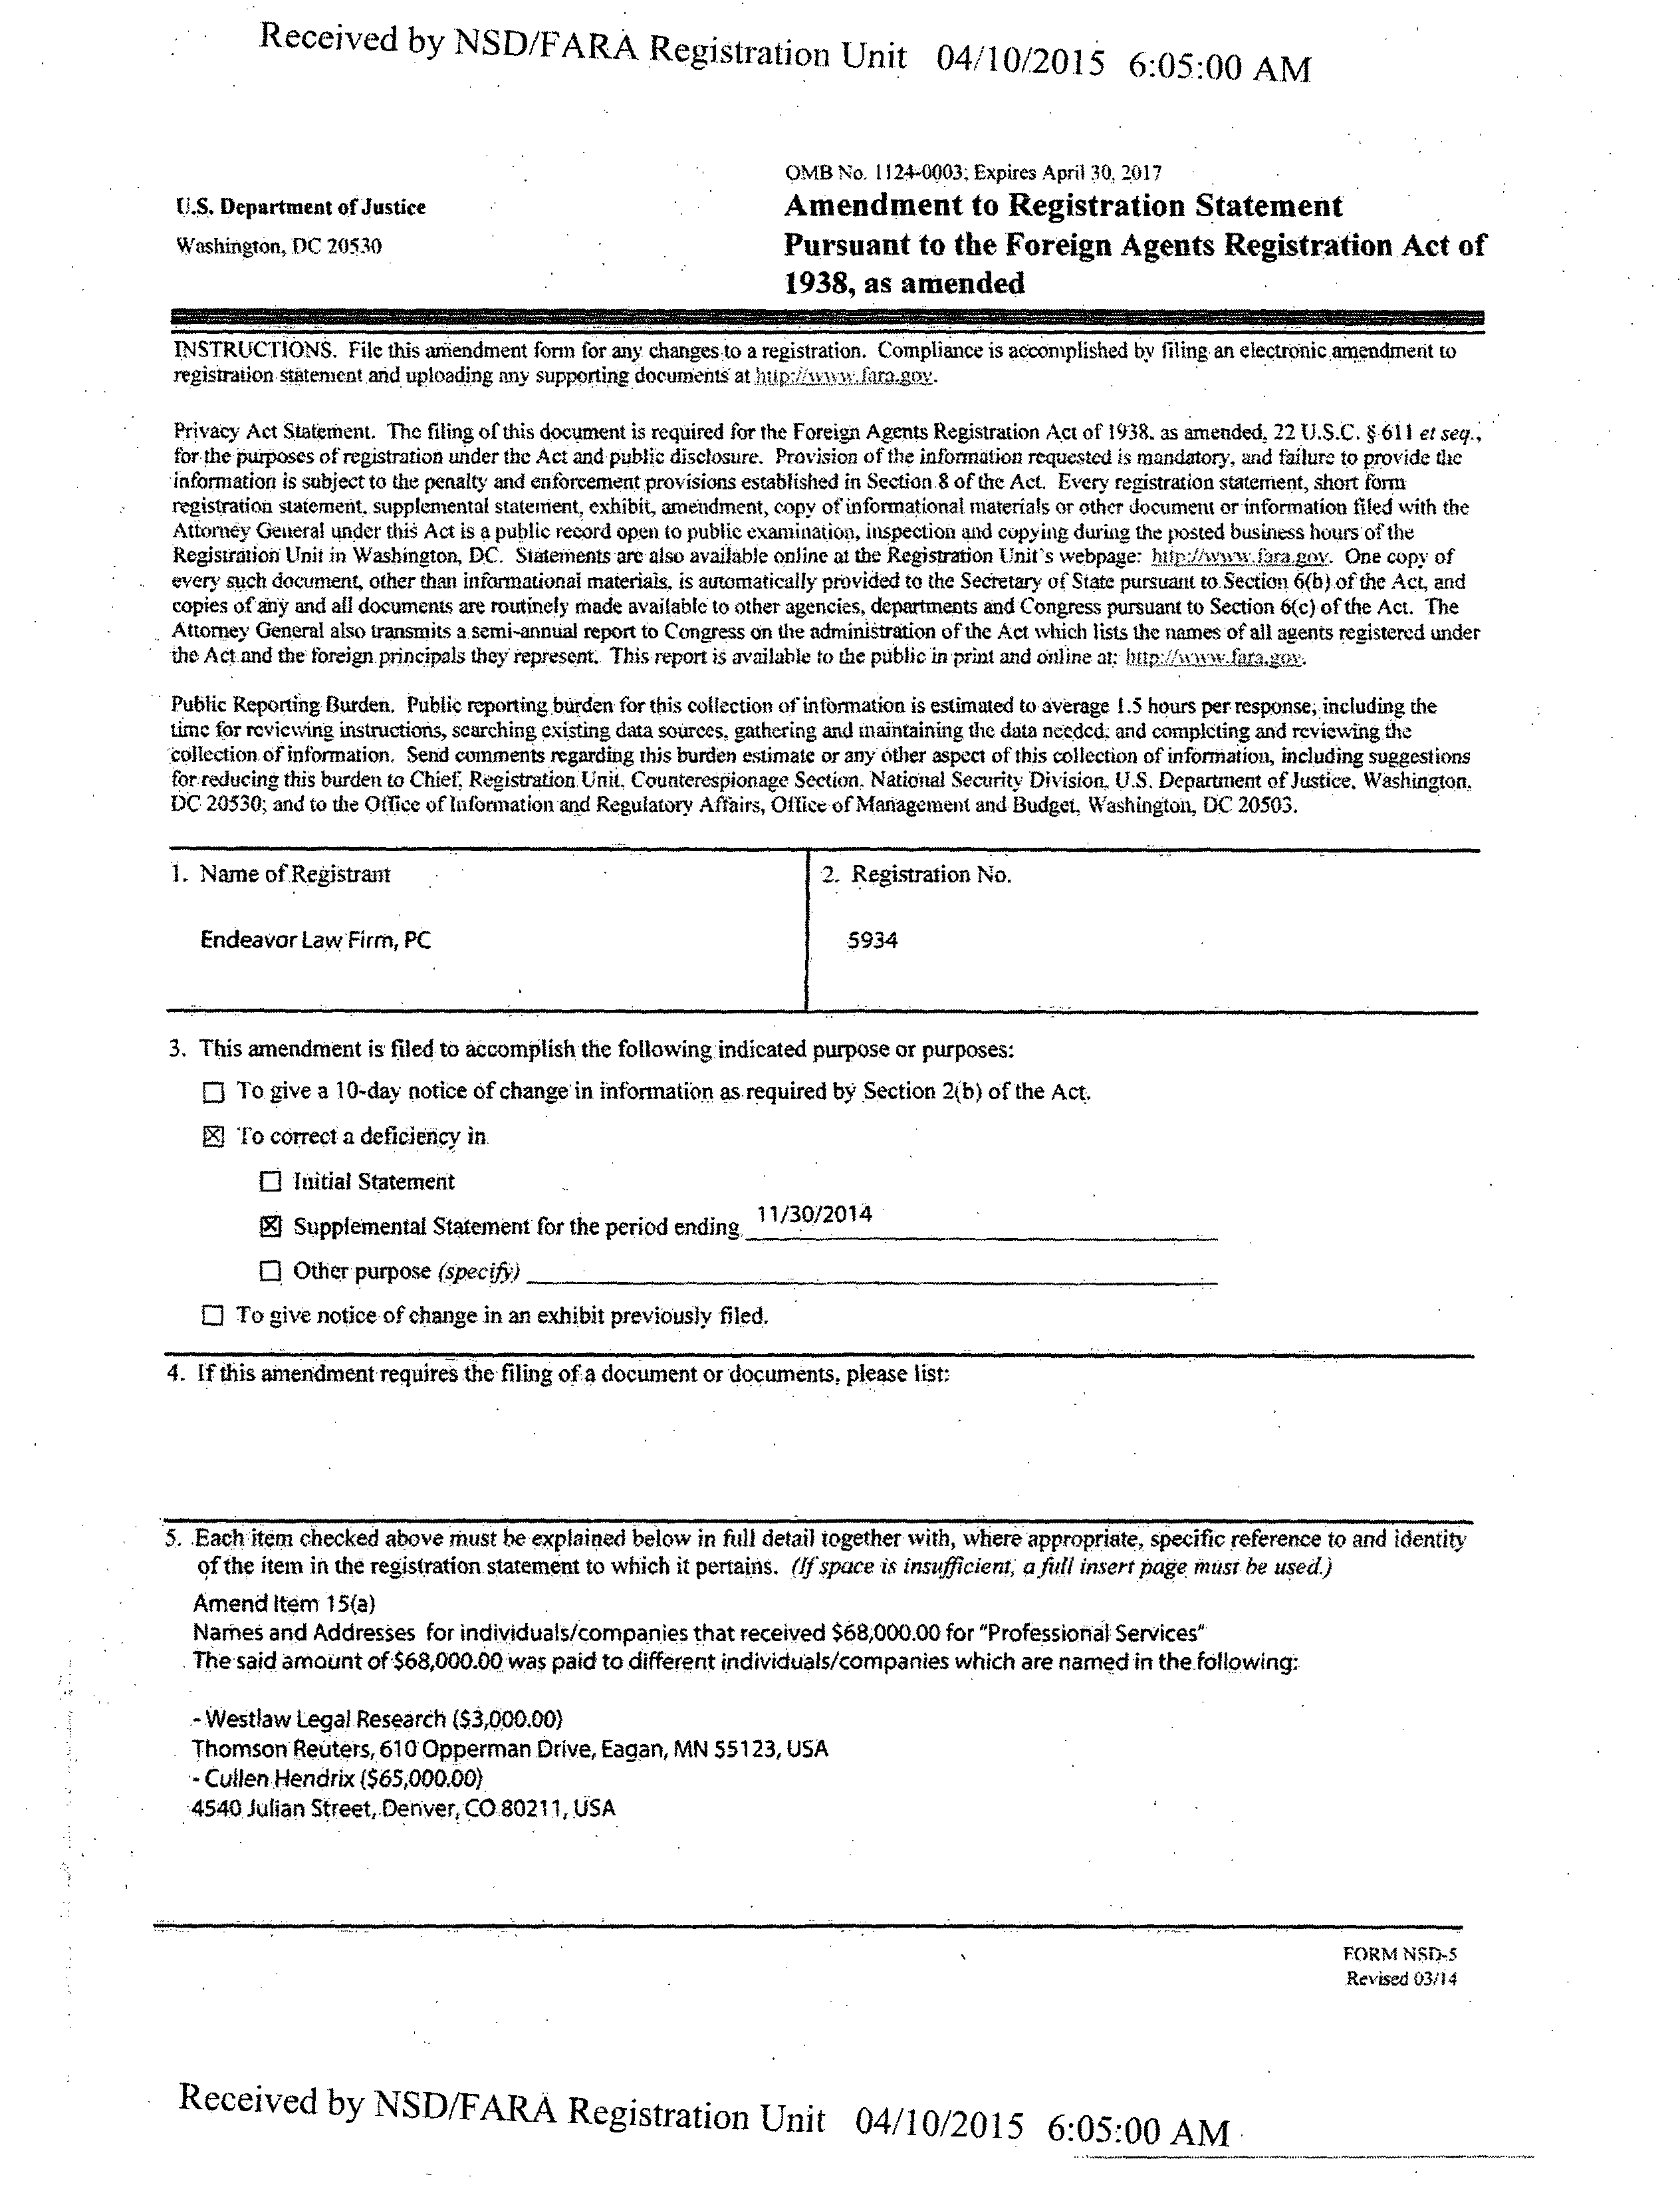 Received by NSD/FARA Registration Unit 04/10/2015 6:05:00 AM
OMB No. 1124-0003; Expires April 30, 2017
U.S. Department of Justice
Washington, DC 20530
Amendment to Registration Statement
Pursuant to the Foreign Agents Registration Act of
1938, as amended
INSTRUCTIONS. File this amendment form for any changes to a registration. Compliance is accomplished by filing an electronic amendment to
registration statement and uploading any supporting documents at http://www.fara.gov.
Privacy Act Statement. The filing of this document is required for the Foreign Agents Registration Act of 1938, as amended, 22 U.S.C. § 611 et seq.,
for the purposes of registration under the Act and public disclosure. Provision of the information requested is mandatory, and failure to provide the
information is subject to the penalty and enforcement provisions established in Section 8 of the Act. Every registration statement, short form
registration statement, supplemental statement, exhibit, amendment, copy of informational materials or other document or information filed with the
Attorney General under this Act is a public record open to public examination, inspection and copying during the posted business hours of the
Registration Unit in Washington, DC. Statements are also available online at the Registration Unit's webpage: http://www.fara.gov. One copy of
every such document, other than informational materials, is automatically provided to the Secretary of State pursuant to Section 6(b) of the Act, and
copies of any and all documents are routinely made available to other agencies, departments and Congress pursuant to Section 6(c) of the Act. The
Attorney General also transmits a semi-annual report to Congress on the administration of the Act which lists the names of all agents registered under
the Act and the foreign principals they represent. This report is available to the public in print and online at: http://www.fara.gov.
Public Reporting Burden. Public reporting burden for this collection of information is estimated to average 1.5 hours per response, including the
time for reviewing instructions, searching existing data sources, gathering and maintaining the data needed, and completing and reviewing the
collection of information. Send comments regarding this burden estimate or any other aspect of this collection of information, including suggestions
for reducing this burden to Chief, Registration Unit, Counterespionage Section, National Security Division, U.S. Department of Justice, Washington,
DC 20530; and to the Office of Information and Regulatory Affairs, Office of Management and Budget, Washington, DC 20503.
1. Name of Registrant
Endeavor Law Firm, PC
2. Registration No.
5934
3. This amendment is filed to accomplish the following indicated purpose or purposes:
☐ To give a 10-day notice of change in information as required by Section 2(b) of the Act.
☒ To correct a deficiency in
☐ Initial Statement
☒ Supplemental Statement for the period ending 11/30/2014
☐ Other purpose (specify)
☐ To give notice of change in an exhibit previously filed.
4. If this amendment requires the filing of a document or documents, please list:
5. Each item checked above must be explained below in full detail together with, where appropriate, specific reference to and identity
of the item in the registration statement to which it pertains. (If space is insufficient, a full insert page must be used.)
Amend Item 15(a)
Names and Addresses for individuals/companies that received $68,000.00 for "Professional Services"
The said amount of $68,000.00 was paid to different individuals/companies which are named in the following:
- Westlaw Legal Research ($3,000.00)
Thomson Reuters, 610 Opperman Drive, Eagan, MN 55123, USA
- Cullen Hendrix ($65,000.00)
4540 Julian Street, Denver, CO 80211, USA
FORM NSD-5
Revised 03/14
Received by NSD/FARA Registration Unit 04/10/2015 6:05:00 AM